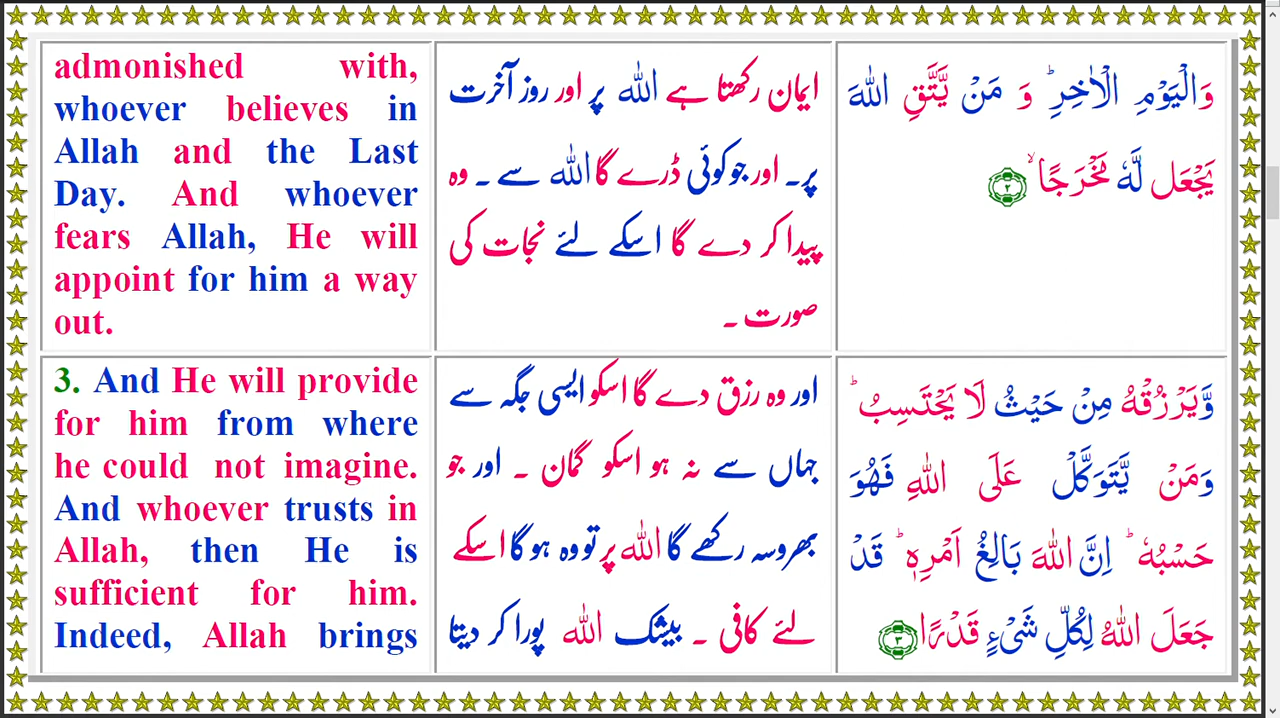 admonished with,
whoever believes in
Allah and the Last
Day. And whoever
fears Allah, He will
appoint for him a way
out.
ایمان رکھتا ہے اللہ پر اور روز آخرت
پر۔ اور جو کوئی ڈرے گا اللہ سے ۔ وہ
پیدا کر دے گا اسکے لئے نجات کی
صورت ۔
وَالْيَوْمِ الْاٰخِرِ ؕ وَ مَنْ يَّتَّقِ اللّٰهَ
يَجْعَل لَّهٗ مَخْرَجًا ۙ ﴿۲﴾
3. And He will provide
for him from where
he could not imagine.
And whoever trusts in
Allah, then He is
sufficient for him.
Indeed, Allah brings
اور وہ رزق دے گا اسکو ایسی جگہ سے
جہاں سے نہ ہو اسکو گمان ۔ اور جو
بھروسہ رکھے گا اللہ پر تو وہ ہو گا اسکے
لئے کافی ۔ بیشک اللہ پورا کر دیتا
وَّيَرْزُقْهُ مِنْ حَيْثُ لَا يَحْتَسِبُ ؕ
وَمَنْ يَّتَوَكَّلْ عَلَى اللّٰهِ فَهُوَ
حَسْبُهٗ ؕ اِنَّ اللّٰهَ بَالِغُ اَمْرِهٖ ؕ قَدْ
جَعَلَ اللّٰهُ لِكُلِّ شَىْءٍ قَدْرًا ﴿۳﴾